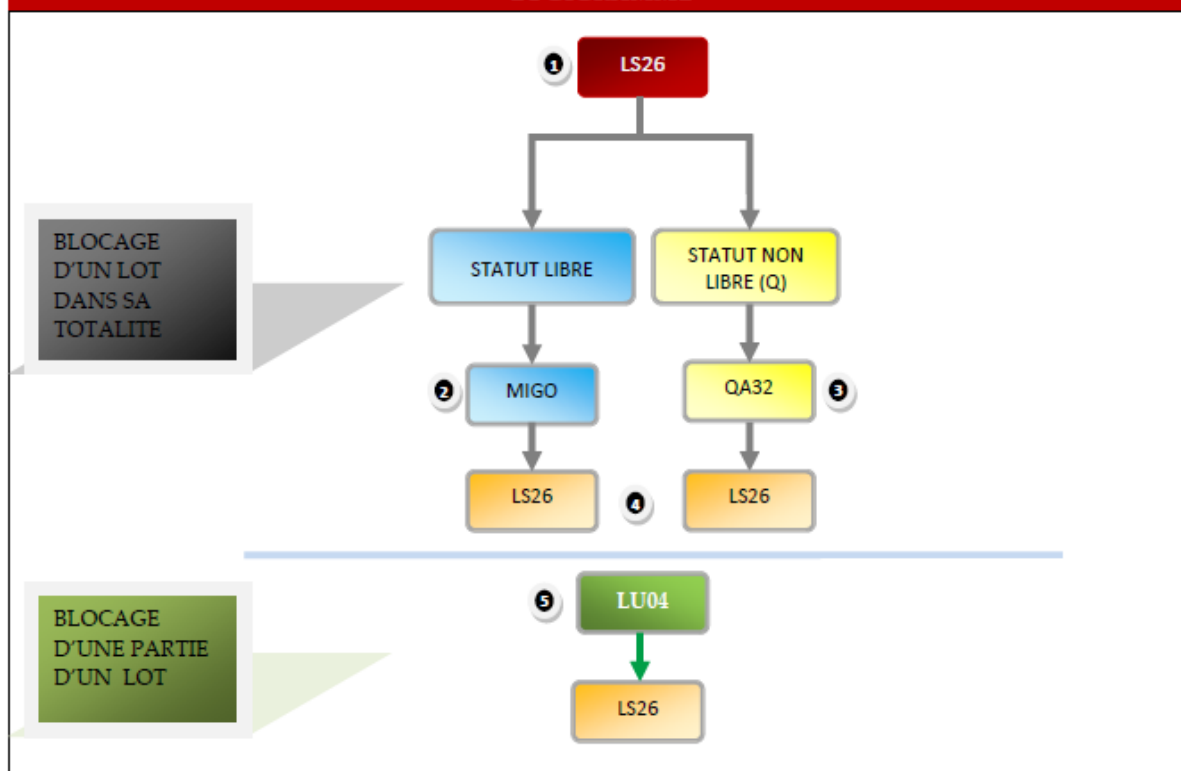 1
LS26
BLOCAGE
D'UN LOT
DANS SA
TOTALITE
STATUT LIBRE
STATUT NON
LIBRE (Q)
2
MIGO
QA32
3
LS26
4
LS26
BLOCAGE
D'UNE PARTIE
D'UN LOT
5
LU04
LS26